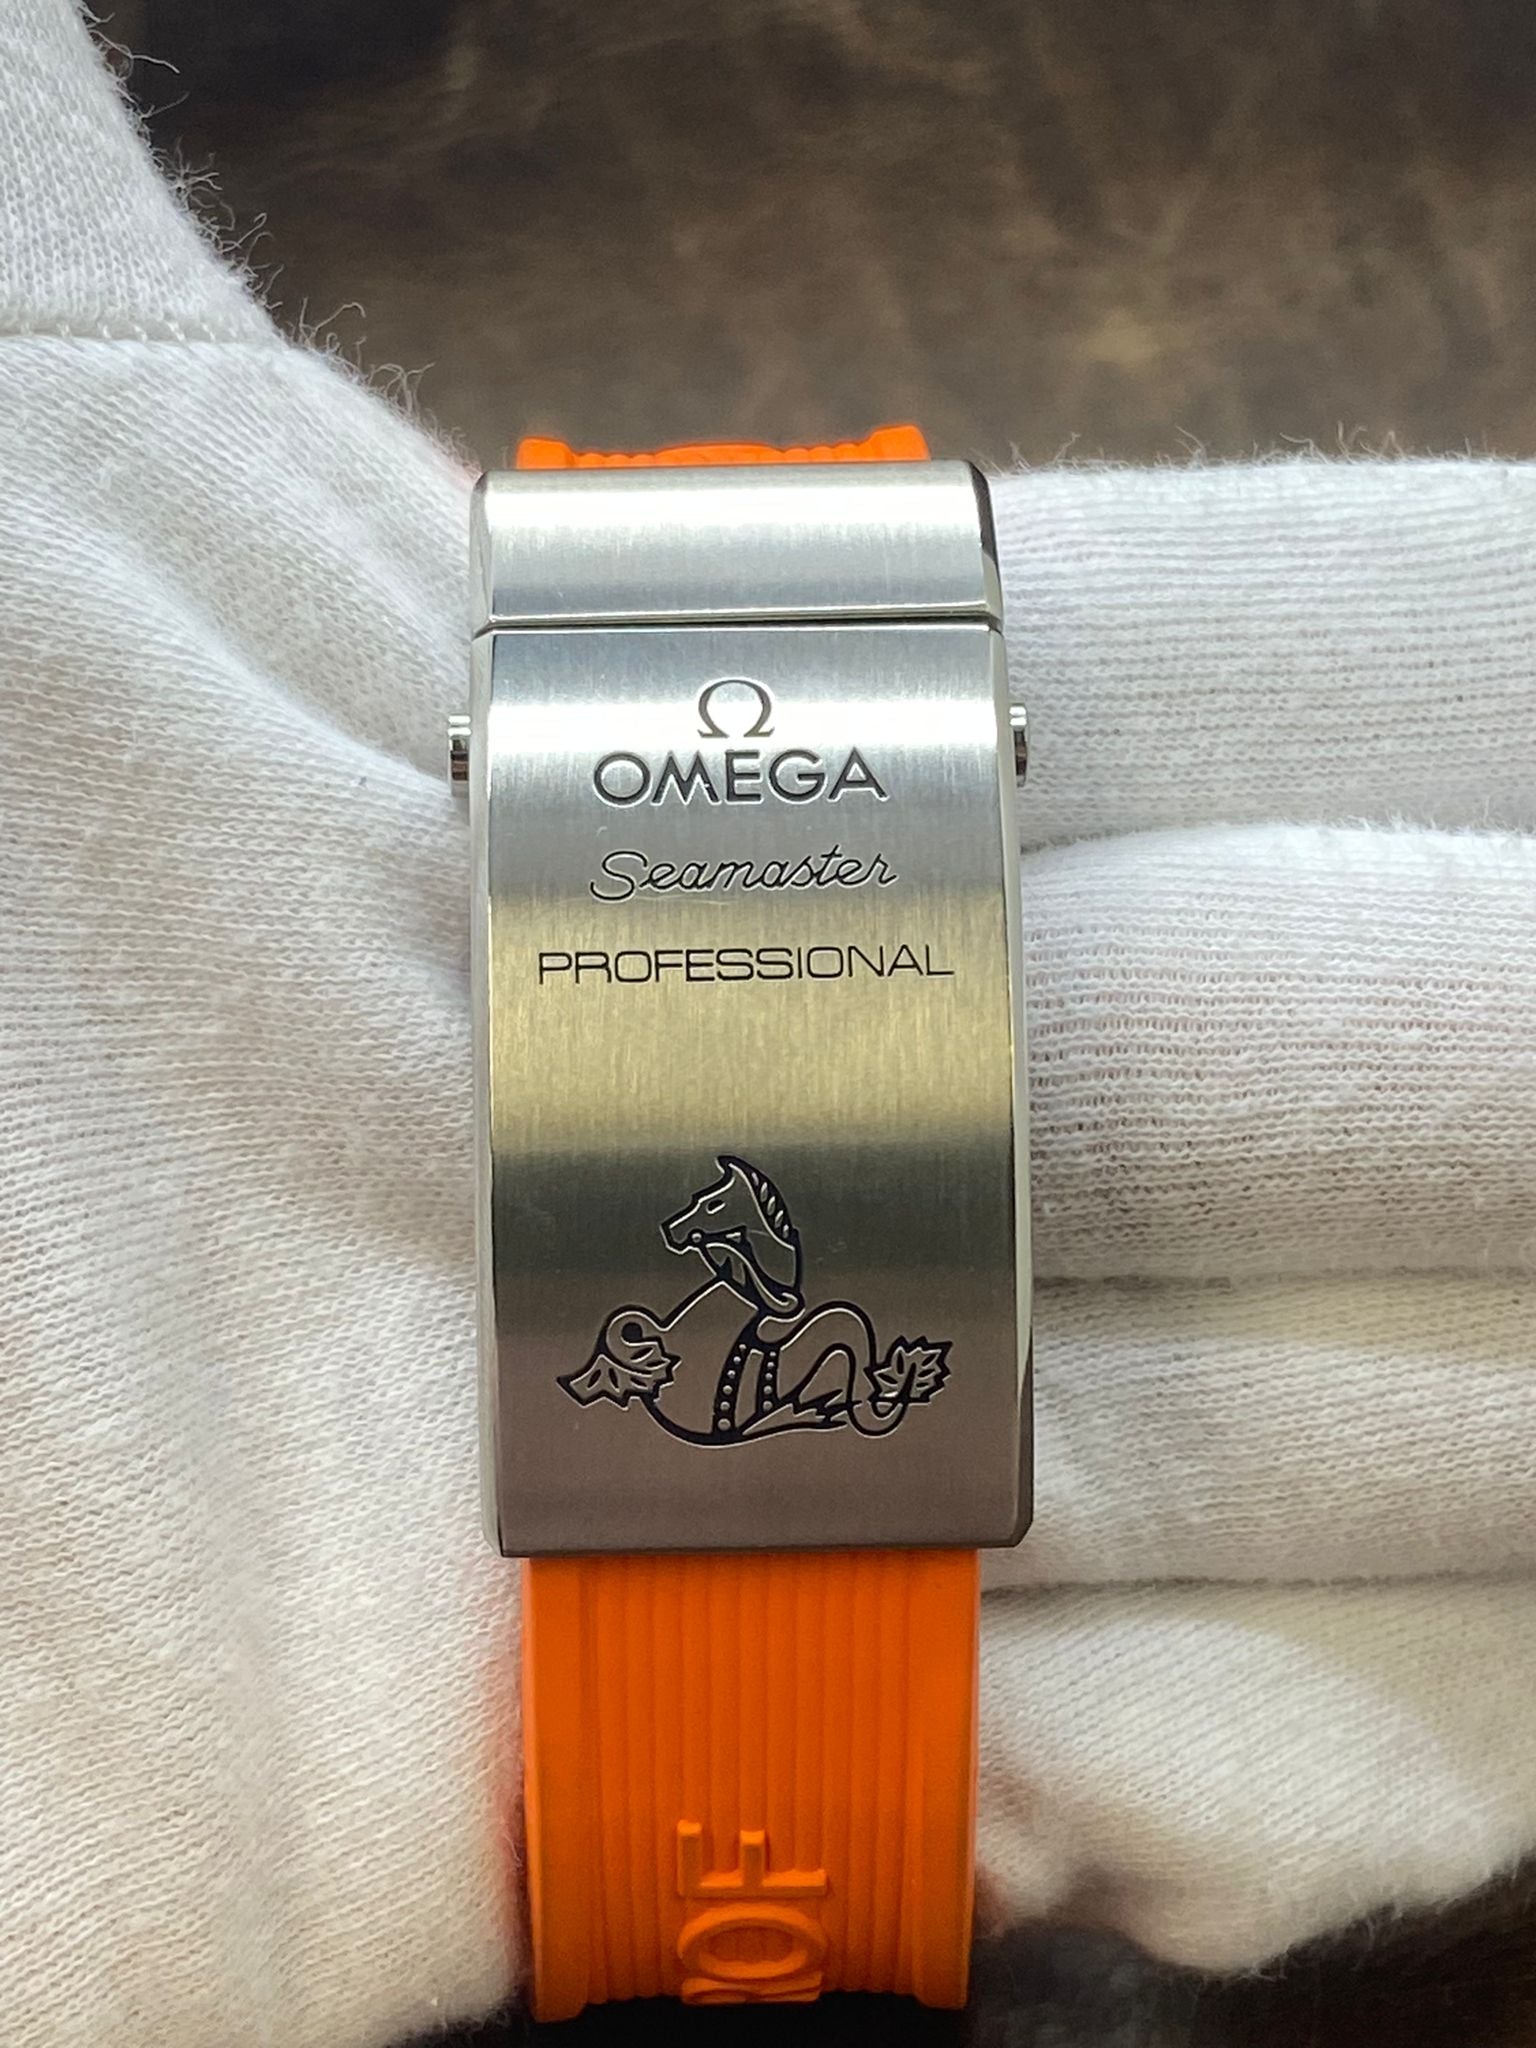 Ω
OMEGA
Seamaster
PROFESSIONAL